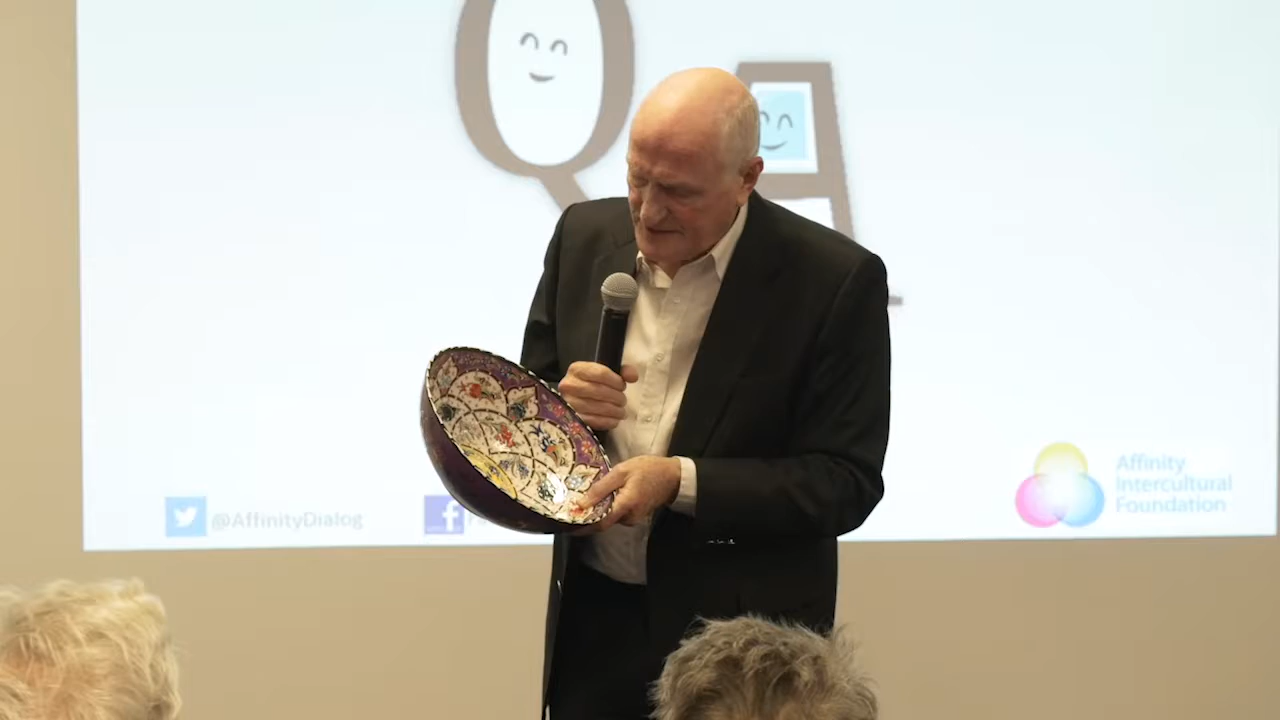 Q
A
@AffinityDialog
f
Affinity
Intercultural
Foundation